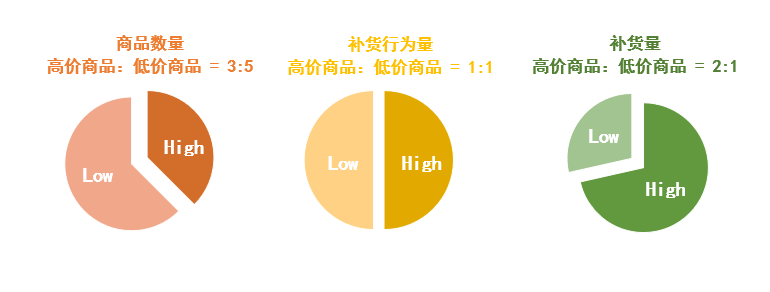 商品数量
高价商品：低价商品 = 3:5
High
Low
补货行为量
高价商品：低价商品 = 1:1
Low
High
补货量
高价商品：低价商品 = 2:1
Low
High